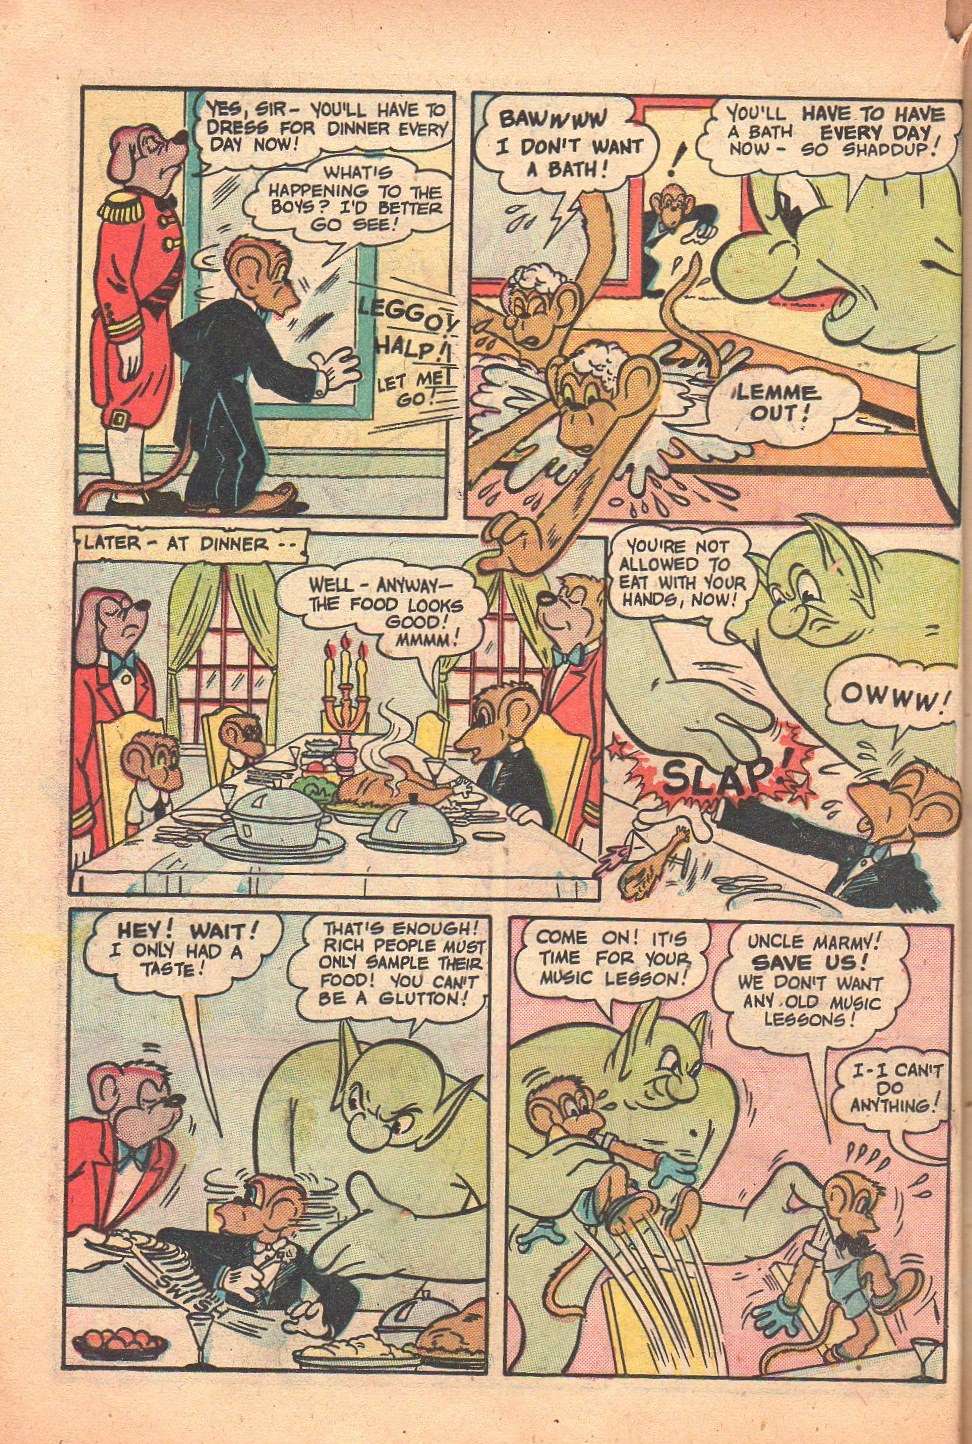 YES, SIR- YOU'LL HAVE TO
DRESS FOR DINNER EVERY
DAY NOW!
WHAT'S
HAPPENING TO THE
BOYS? I'D BETTER
GO SEE!
LEGGO!
HALP!
LET ME
GO!
BAWWWW
I DON'T WANT
A BATH!
!
YOU'LL HAVE TO HAVE
A BATH EVERY DAY
NOW- SO SHADDUP!
LEMME
OUT!
LATER- AT DINNER --
WELL- ANYWAY-
THE FOOD LOOKS
GOOD!
MMMM!
YOU'RE NOT
ALLOWED TO
EAT WITH YOUR
HANDS, NOW!
OWWW!
SLAP!
HEY! WAIT!
I ONLY HAD A
TASTE!
THAT'S ENOUGH!
RICH PEOPLE MUST
ONLY SAMPLE THEIR
FOOD! YOU CAN'T
BE A GLUTTON!
SWISH
COME ON! IT'S
TIME FOR YOUR
MUSIC LESSON!
UNCLE MARMY!
SAVE US!
WE DON'T WANT
ANY OLD MUSIC
LESSONS!
I-I CAN'T
DO
ANYTHING!